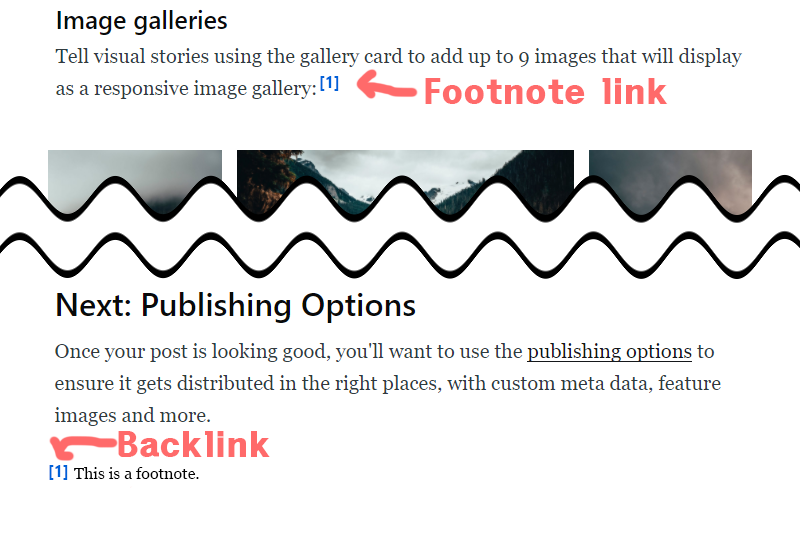 Image galleries
Tell visual stories using the gallery card to add up to 9 images that will display
as a responsive image gallery:[1]
Footnote link
Next: Publishing Options
Once your post is looking good, you'll want to use the publishing options to
ensure it gets distributed in the right places, with custom meta data, feature
images and more.
Backlink
[1] This is a footnote.